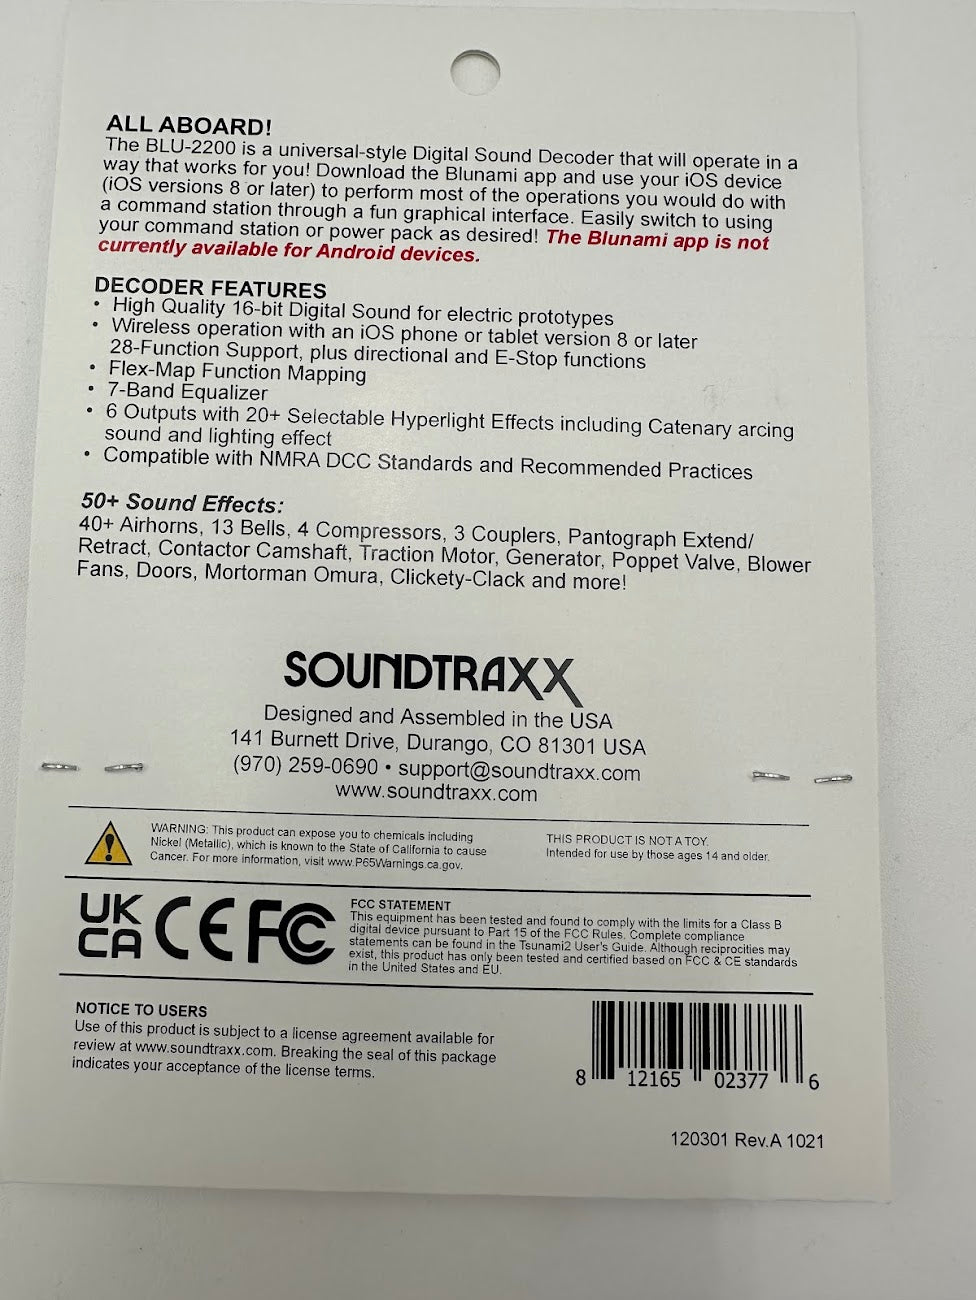 ALL ABOARD!
The BLU-2200 is a universal-style Digital Sound Decoder that will operate in a
way that works for you! Download the Blunami app and use your iOS device
(iOS versions 8 or later) to perform most of the operations you would do with
a command station through a fun graphical interface. Easily switch to using
your command station or power pack as desired! The Blunami app is not
currently available for Android devices.
DECODER FEATURES
• High Quality 16-bit Digital Sound for electric prototypes
• Wireless operation with an iOS phone or tablet version 8 or later
28-Function Support, plus directional and E-Stop functions
• Flex-Map Function Mapping
• 7-Band Equalizer
• 6 Outputs with 20+ Selectable Hyperlight Effects including Catenary arcing
sound and lighting effect
• Compatible with NMRA DCC Standards and Recommended Practices
50+ Sound Effects:
40+ Airhorns, 13 Bells, 4 Compressors, 3 Couplers, Pantograph Extend/
Retract, Contactor Camshaft, Traction Motor, Generator, Poppet Valve, Blower
Fans, Doors, Mortorman Omura, Clickety-Clack and more!
SOUNDTRAXX
Designed and Assembled in the USA
141 Burnett Drive, Durango, CO 81301 USA
(970) 259-0690 • support@soundtraxx.com
www.soundtraxx.com
WARNING: This product can expose you to chemicals including
Nickel (Metallic), which is known to the State of California to cause
Cancer. For more information, visit www.P65Warnings.ca.gov.
THIS PRODUCT IS NOT A TOY.
Intended for use by those ages 14 and older.
UK
CA
CE FC
FCC STATEMENT
This equipment has been tested and found to comply with the limits for a Class B
digital device pursuant to Part 15 of the FCC Rules. Complete compliance
statements can be found in the Tsunami2 User's Guide. Although reciprocities may
exist, this product has only been tested and certified based on FCC & CE standards
in the United States and EU.
NOTICE TO USERS
Use of this product is subject to a license agreement available for
review at www.soundtraxx.com. Breaking the seal of this package
indicates your acceptance of the license terms.
8 12165 02377 6
120301 Rev.A 1021